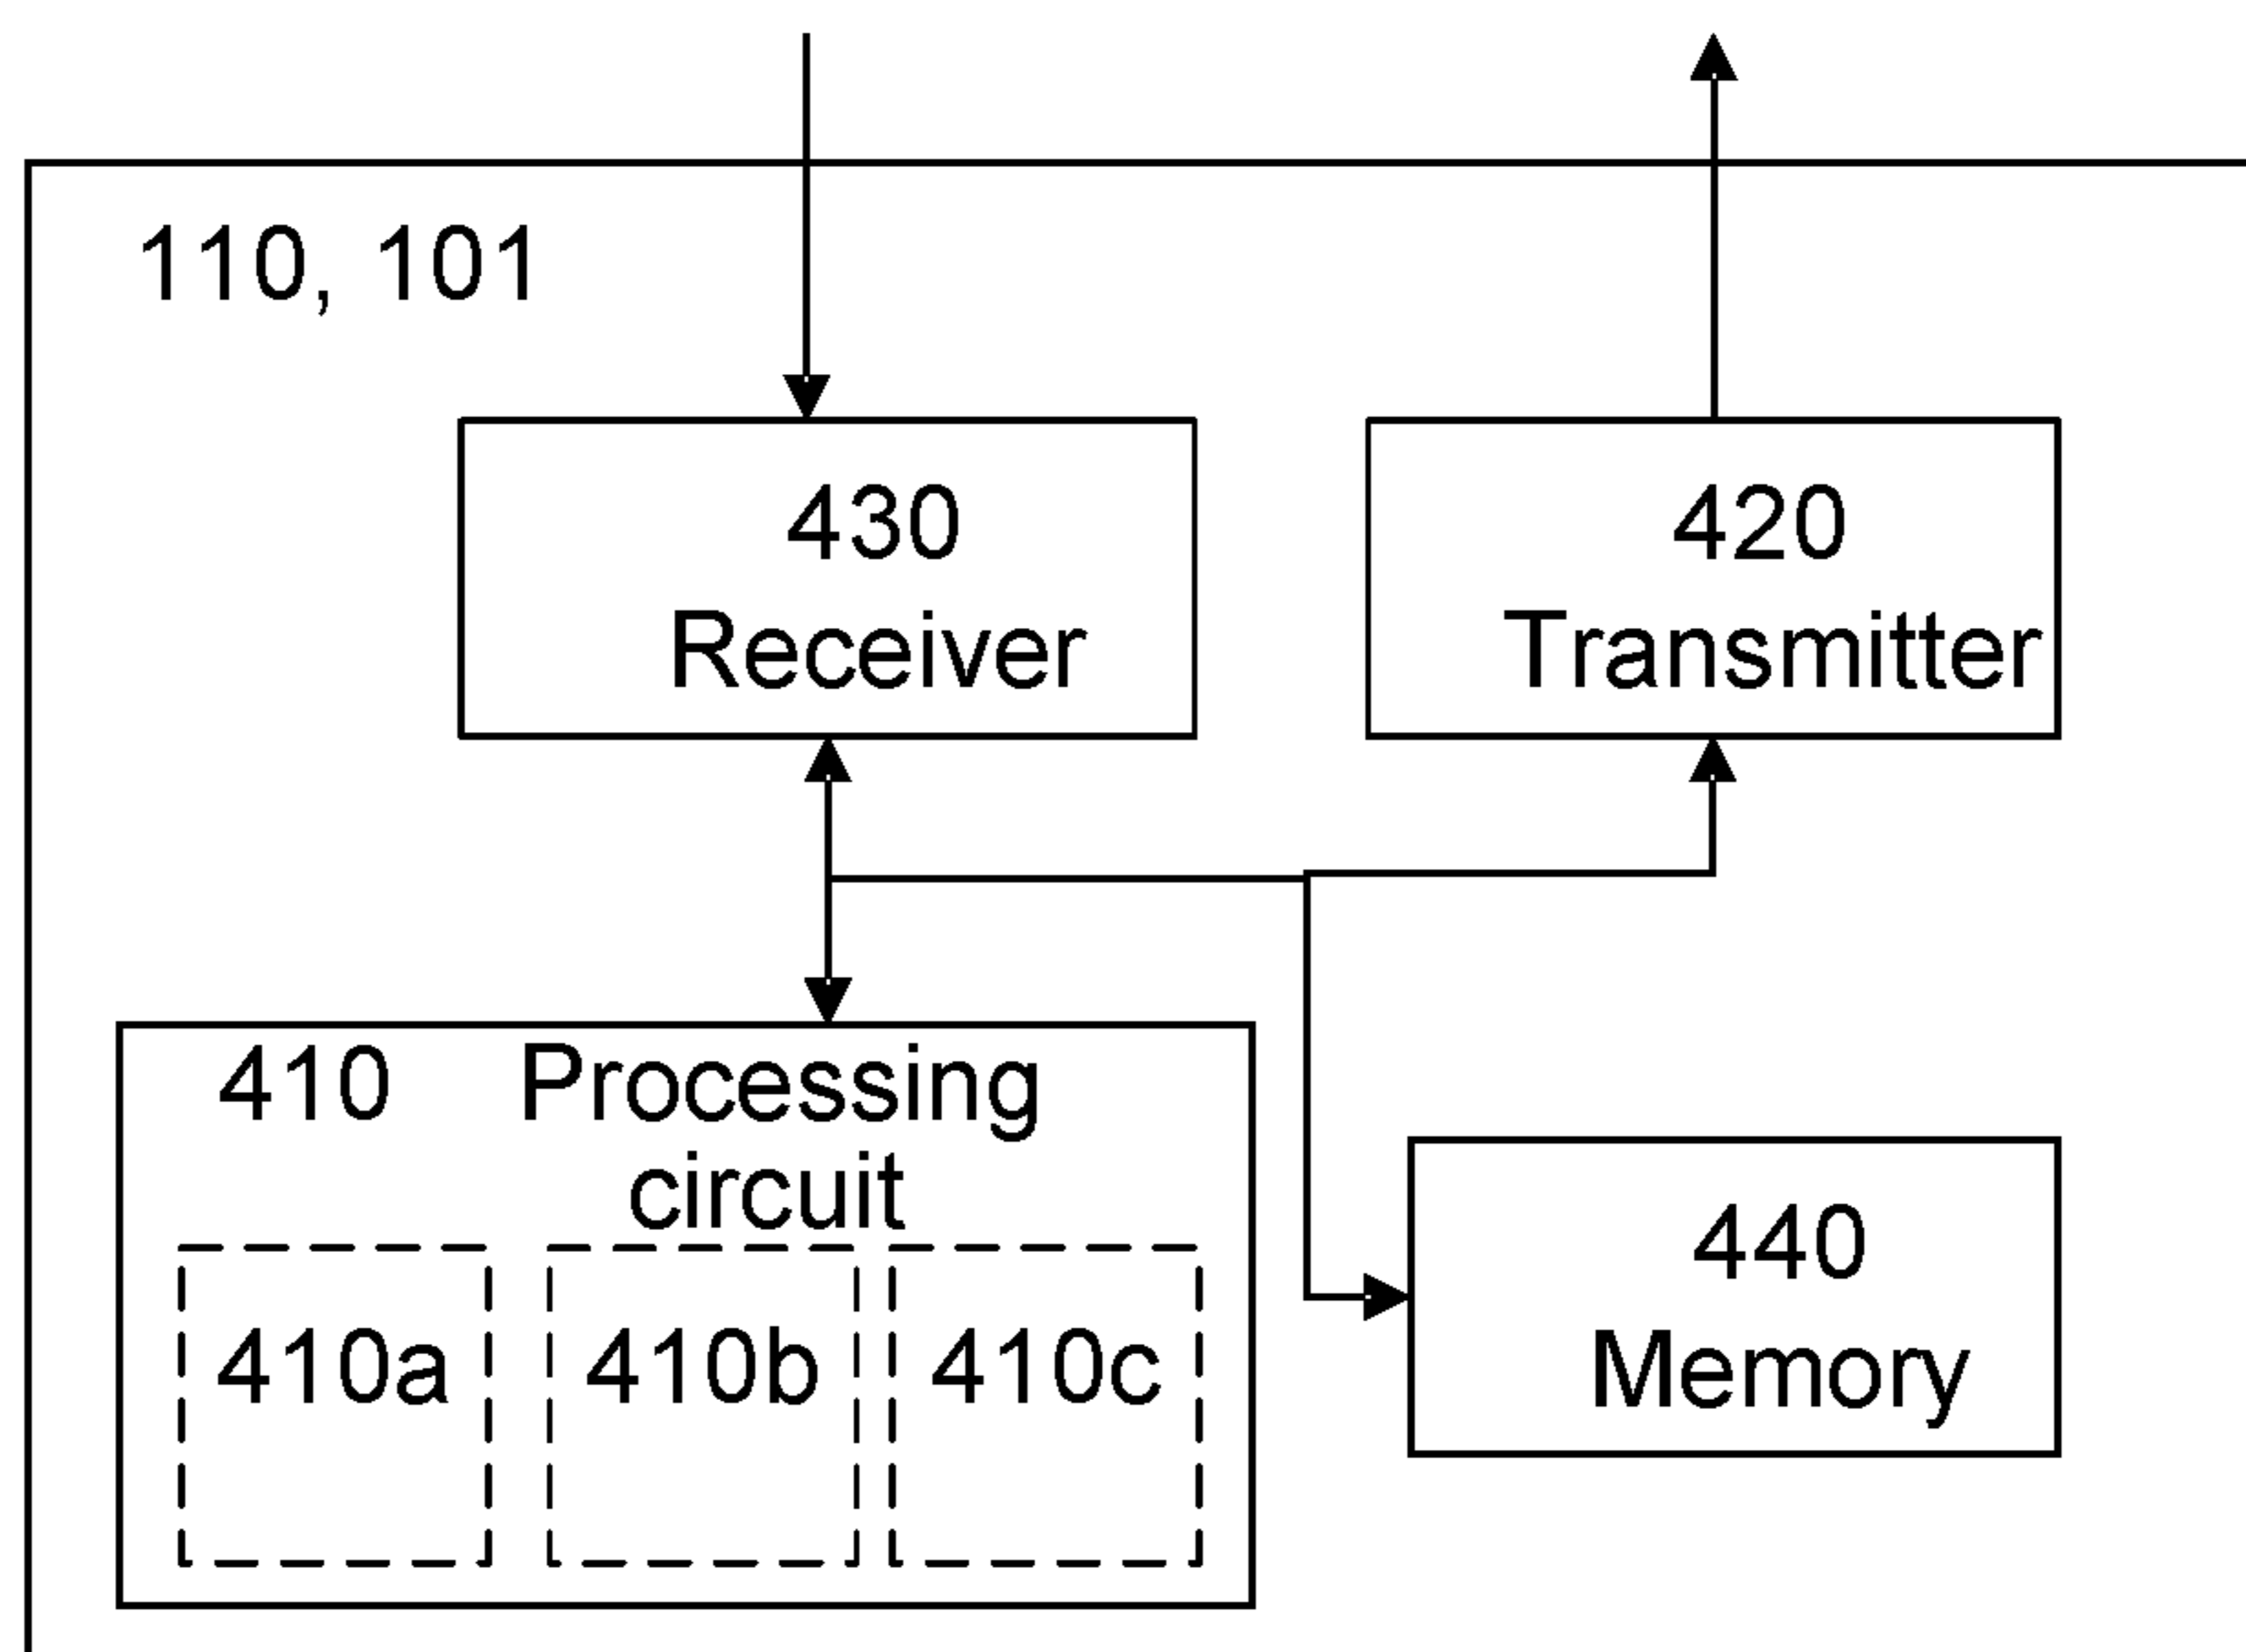 110, 101
430
Receiver
420
Transmitter
410 Processing
circuit
410a
410b
410c
440
Memory